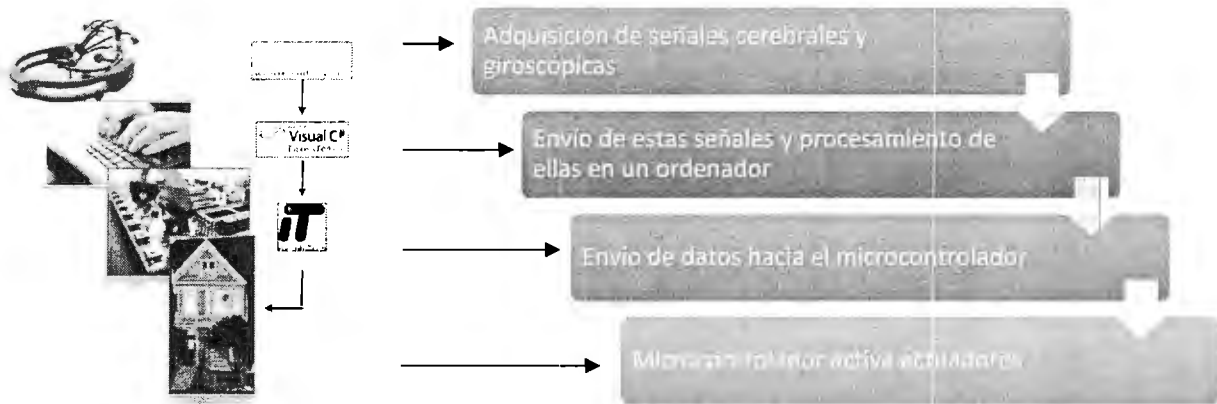 Visual C#
iT
Adquisición de señales cerebrales y
giroscópicas
Envío de estas señales y procesamiento de
ellas en un ordenador
Envío de datos hacia el microcontrolador
Microcontrolador activa actuadores